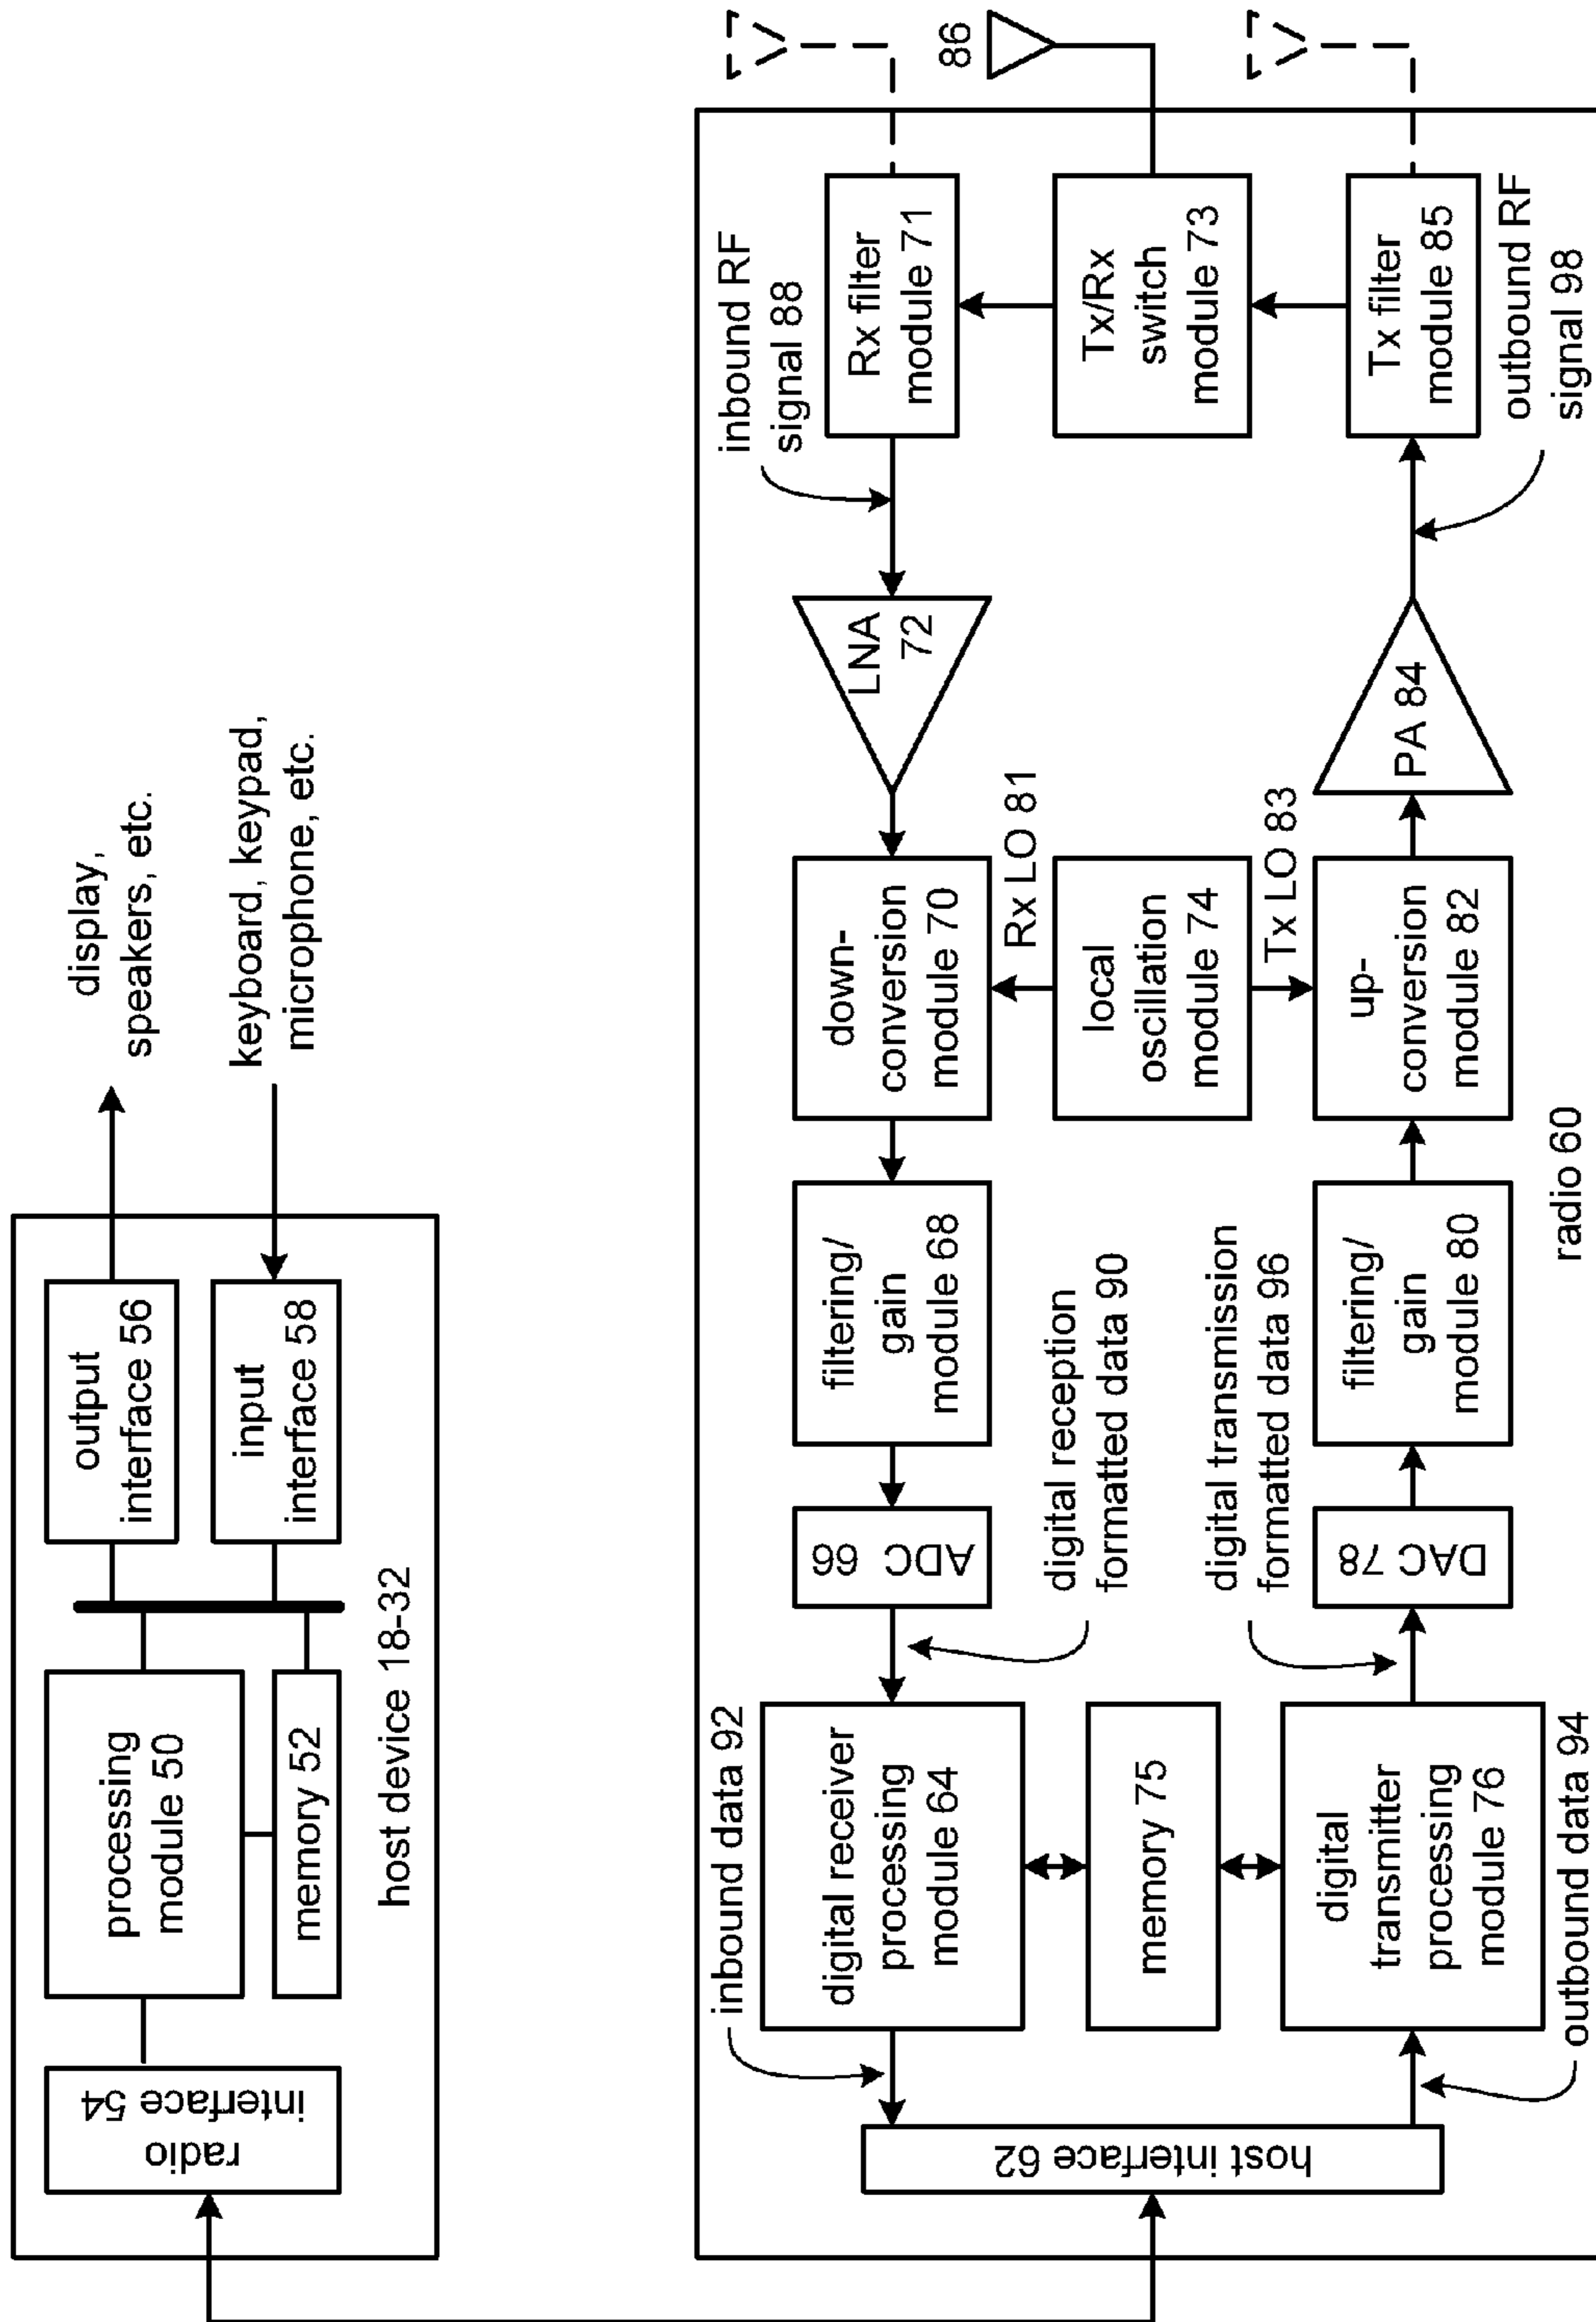 radio
interface 54
processing
module 50
memory 52
output
interface 56
input
interface 58
host device 18-32
display,
speakers, etc.
keyboard, keypad,
microphone, etc.
host interface 62
inbound data 92
digital receiver
processing
module 64
memory 75
digital
transmitter
processing
module 76
outbound data 94
ADC 66
digital reception
formatted data 90
digital transmission
formatted data 96
DAC 78
filtering/
gain
module 68
filtering/
gain
module 80
radio 60
down-
conversion
module 70
Rx LO 81
local
oscillation
module 74
Tx LO 83
up-
conversion
module 82
LNA
72
PA 84
inbound RF
signal 88
Rx filter
module 71
Tx/Rx
switch
module 73
Tx filter
module 85
outbound RF
signal 98
86